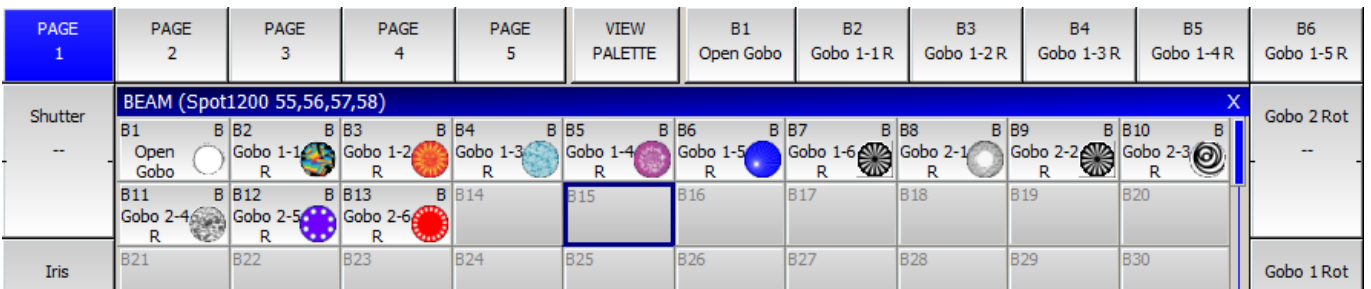 PAGE
1
PAGE
2
PAGE
3
PAGE
4
PAGE
5
VIEW
PALETTE
B1
Open Gobo
B2
Gobo 1-1 R
B3
Gobo 1-2 R
B4
Gobo 1-3 R
B5
Gobo 1-4 R
B6
Gobo 1-5 R
Shutter
--
BEAM (Spot1200 55,56,57,58) X
B1 B
Open
Gobo
B2 B
Gobo 1-1
R
B3 B
Gobo 1-2
R
B4 B
Gobo 1-3
R
B5 B
Gobo 1-4
R
B6 B
Gobo 1-5
R
B7 B
Gobo 1-6
R
B8 B
Gobo 2-1
R
B9 B
Gobo 2-2
R
B10 B
Gobo 2-3
R
Gobo 2 Rot
--
B11 B
Gobo 2-4
R
B12 B
Gobo 2-5
R
B13 B
Gobo 2-6
R
B14
B15
B16
B17
B18
B19
B20
Iris
B21
B22
B23
B24
B25
B26
B27
B28
B29
B30
Gobo 1 Rot